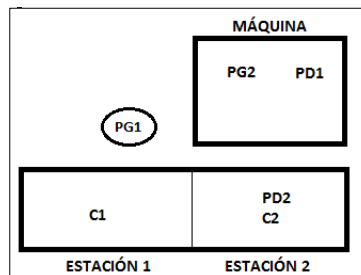 MÁQUINA
PG2 PD1
PG1
C1
PD2
C2
ESTACIÓN 1 ESTACIÓN 2